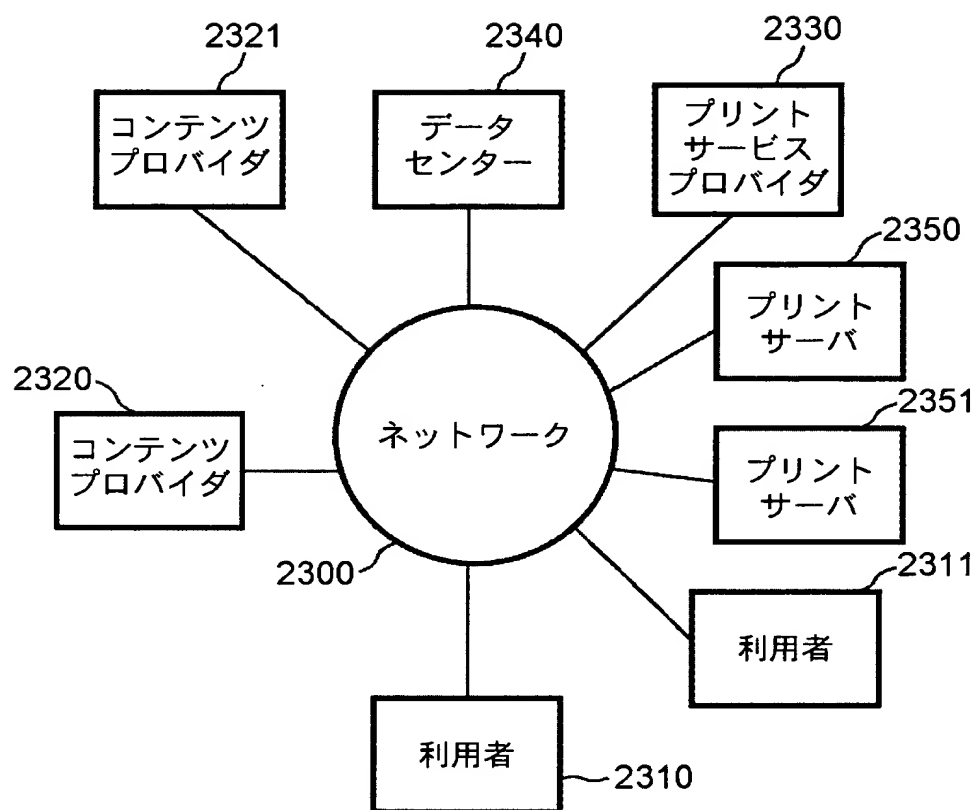 2321
コンテンツ
プロバイダ
2340
データ
センター
2330
プリント
サービス
プロバイダ
2350
プリント
サーバ
2320
コンテンツ
プロバイダ
ネットワーク
2351
プリント
サーバ
2300
2311
利用者
利用者
2310